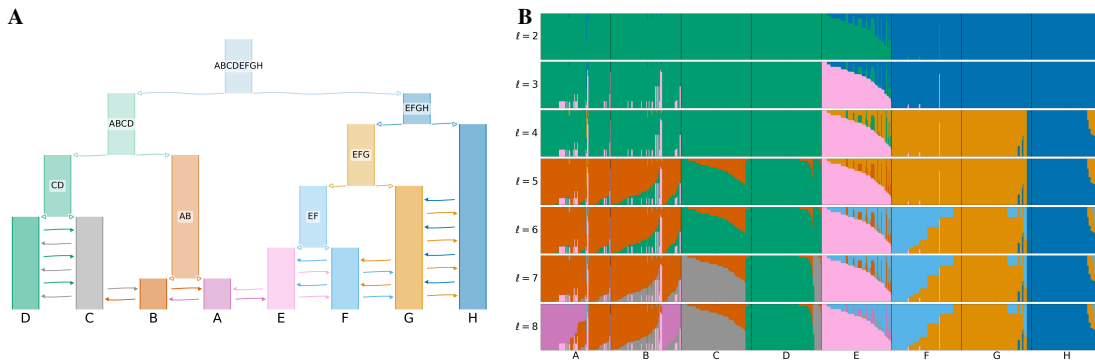 A
B
ABCDEFGH
EFGH
ABCD
EFG
CD
AB
EF
D C B A E F G H
ℓ = 2
ℓ = 3
ℓ = 4
ℓ = 5
ℓ = 6
ℓ = 7
ℓ = 8
A B C D E F G H